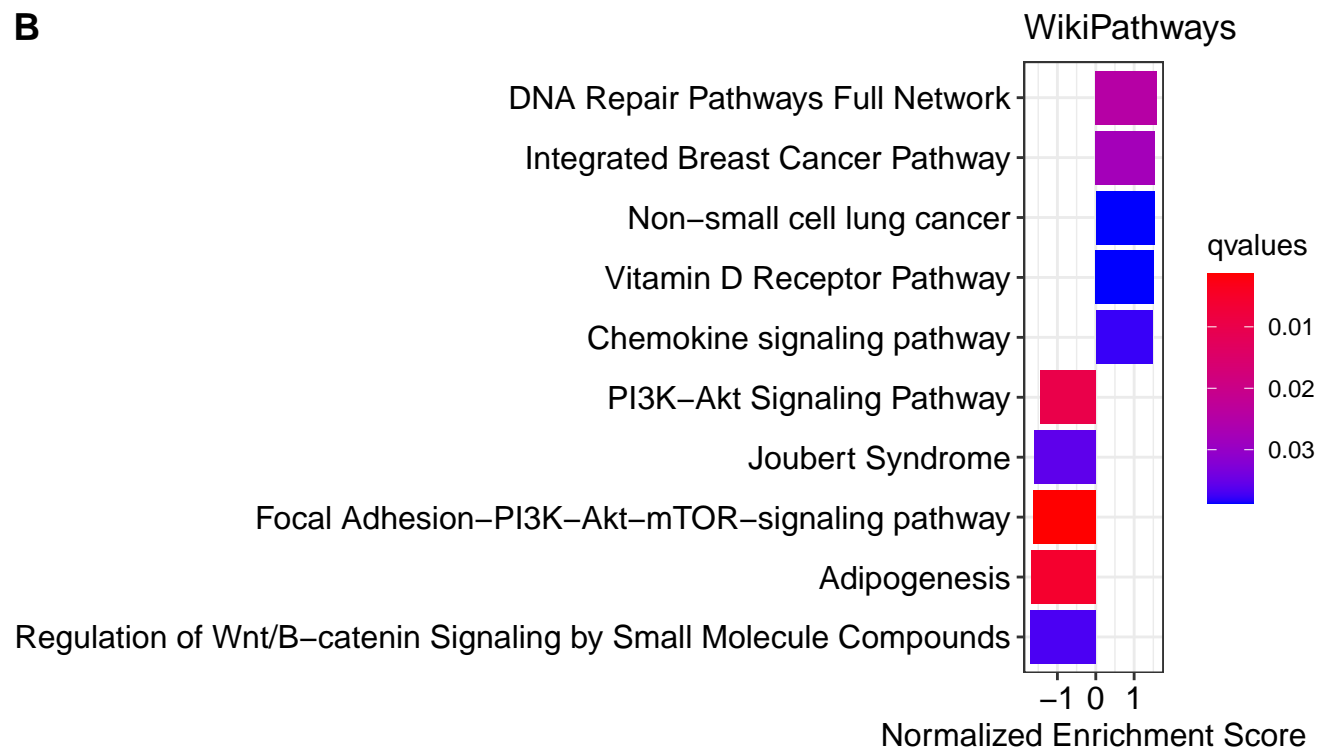 B
WikiPathways
DNA Repair Pathways Full Network
Integrated Breast Cancer Pathway
Non−small cell lung cancer
Vitamin D Receptor Pathway
Chemokine signaling pathway
PI3K−Akt Signaling Pathway
Joubert Syndrome
Focal Adhesion−PI3K−Akt−mTOR−signaling pathway
Adipogenesis
Regulation of Wnt/B−catenin Signaling by Small Molecule Compounds
−1 0 1
Normalized Enrichment Score
qvalues
0.01
0.02
0.03